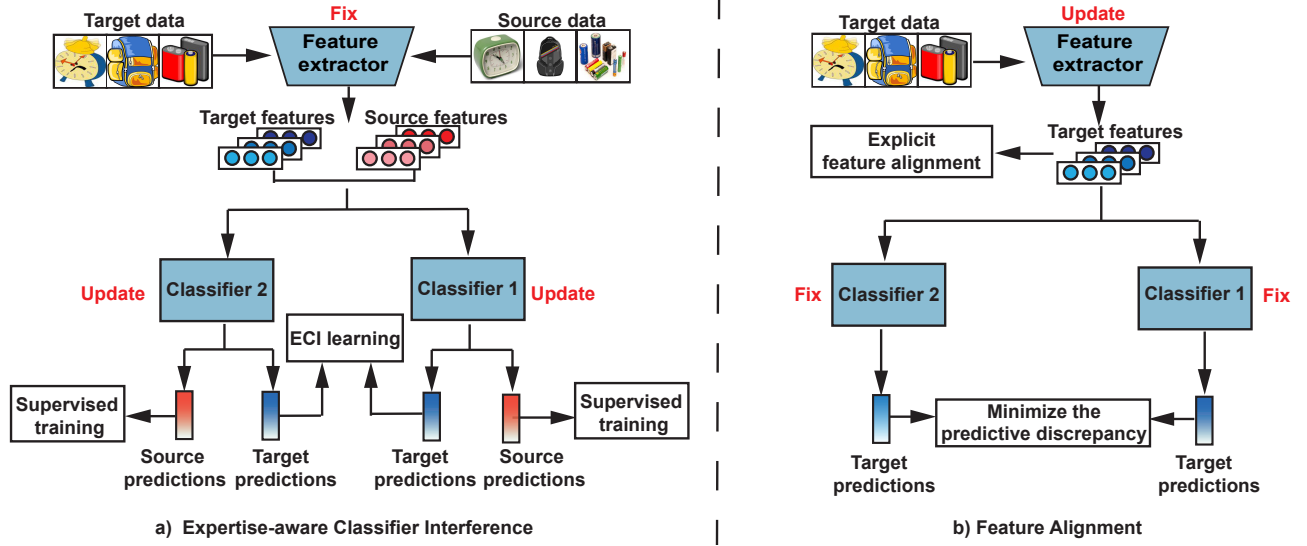 Target data
Fix
Source data
Feature
extractor
Target features
Source features
Update
Classifier 2
Classifier 1
Update
ECI learning
Supervised
training
Supervised
training
Source
predictions
Target
predictions
Target
predictions
Source
predictions
a) Expertise-aware Classifier Interference
Target data
Update
Feature
extractor
Explicit
feature alignment
Target features
Fix
Classifier 2
Classifier 1
Fix
Minimize the
predictive discrepancy
Target
predictions
Target
predictions
b) Feature Alignment